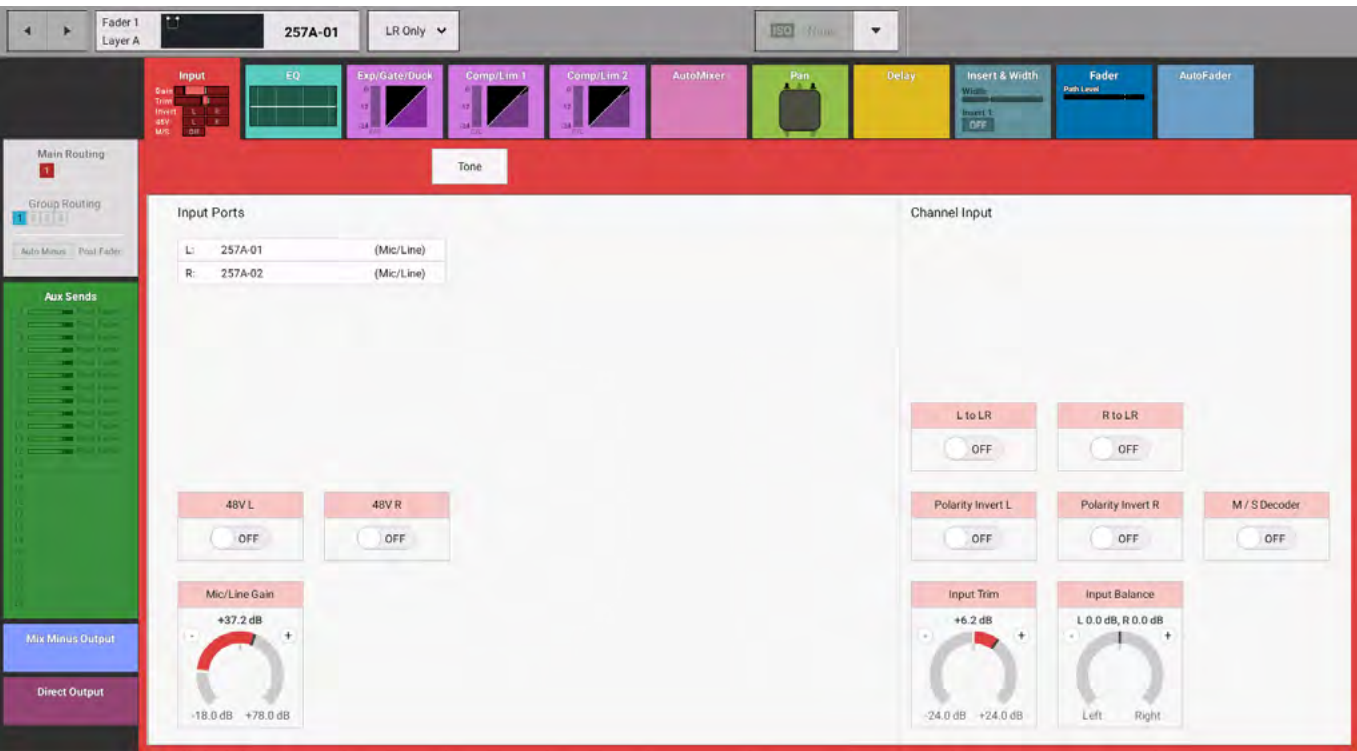 Fader 1
Layer A
257A-01
LR Only
ISO None
Input
Gain
Trim
Invert L R
48V L R
M/S Off
EQ
Exp/Gate/Duck
Comp/Lim 1
Comp/Lim 2
AutoMixer
Pan
Delay
Insert & Width
Width
Insert 1
OFF
Fader
Path Level
AutoFader
Main Routing
1
Group Routing
1
Auto Minus Post Fader
Aux Sends
Mix Minus Output
Direct Output
Tone
Input Ports
L: 257A-01 (Mic/Line)
R: 257A-02 (Mic/Line)
48V L
OFF
48V R
OFF
Mic/Line Gain
+37.2 dB
- +
-18.0 dB +78.0 dB
Channel Input
L to LR
OFF
R to LR
OFF
Polarity Invert L
OFF
Polarity Invert R
OFF
M / S Decoder
OFF
Input Trim
+6.2 dB
- +
-24.0 dB +24.0 dB
Input Balance
L 0.0 dB, R 0.0 dB
- +
Left Right